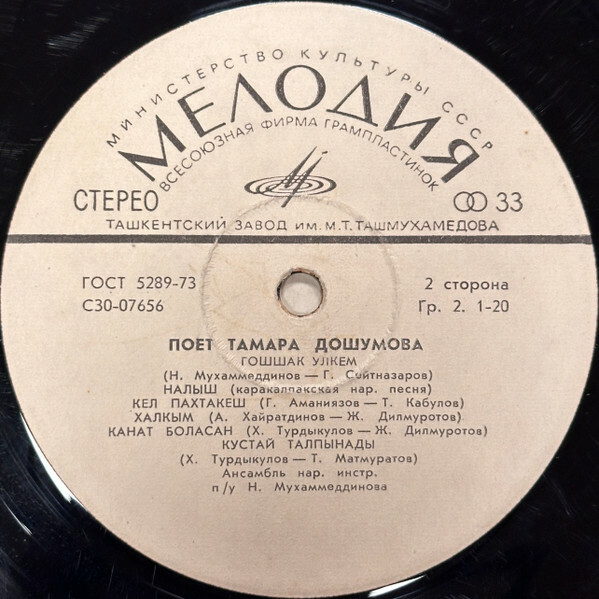 МИНИСТЕРСТВО КУЛЬТУРЫ СССР
МЕЛОДИЯ
ВСЕСОЮЗНАЯ ФИРМА ГРАМПЛАСТИНОК
СТЕРЕО 33
ТАШКЕНТСКИЙ ЗАВОД ИМ. М.Т. ТАШМУХАМЕДОВА
ГОСТ 5289-73 2 сторона
С30-07656 Гр. 2. 1-20
ПОЕТ ТАМАРА ДОШУМОВА
ГОШШАК УЛКЕМ
(Н. Мухаммеддинов — Г. Сейтназаров)
НАЛЫШ (каракалпакская нар. песня)
КЕЛ ПАХТАКЕШ (Г. Аманиязов — Т. Кабулов)
ХАЛКЫМ (А. Хайратдинов — Ж. Дилмуротов)
КАНАТ БОЛАСАН (Х. Турдыкулов — Ж. Дилмуротов)
КУСТАЙ ТАЛПЫНАДЫ
(Х. Турдыкулов — Т. Матмуратов)
Ансамбль нар. инстр.
п/у Н. Мухаммеддинова